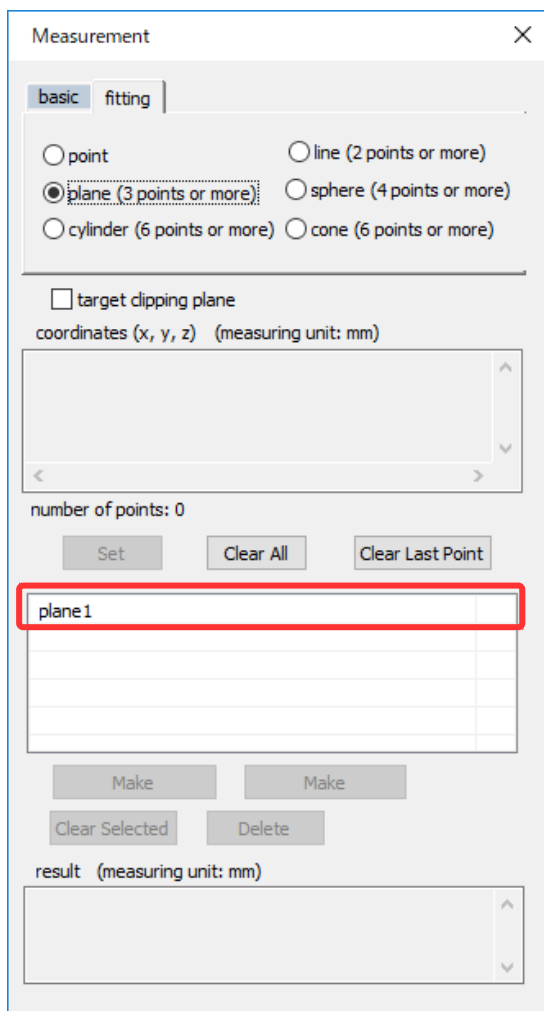 Measurement
basic fitting
point line (2 points or more)
plane (3 points or more) sphere (4 points or more)
cylinder (6 points or more) cone (6 points or more)
target clipping plane
coordinates (x, y, z) (measuring unit: mm)
number of points: 0
Set Clear All Clear Last Point
plane1
Make Make
Clear Selected Delete
result (measuring unit: mm)